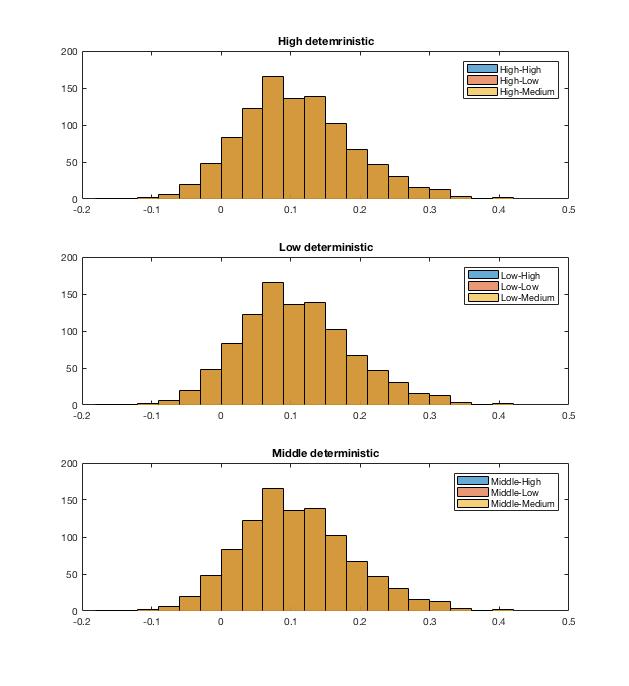 High detemrinistic
200
150
100
50
0
High-High
High-Low
High-Medium
-0.2 -0.1 0 0.1 0.2 0.3 0.4 0.5
Low deterministic
200
150
100
50
0
Low-High
Low-Low
Low-Medium
-0.2 -0.1 0 0.1 0.2 0.3 0.4 0.5
Middle deterministic
200
150
100
50
0
Middle-High
Middle-Low
Middle-Medium
-0.2 -0.1 0 0.1 0.2 0.3 0.4 0.5